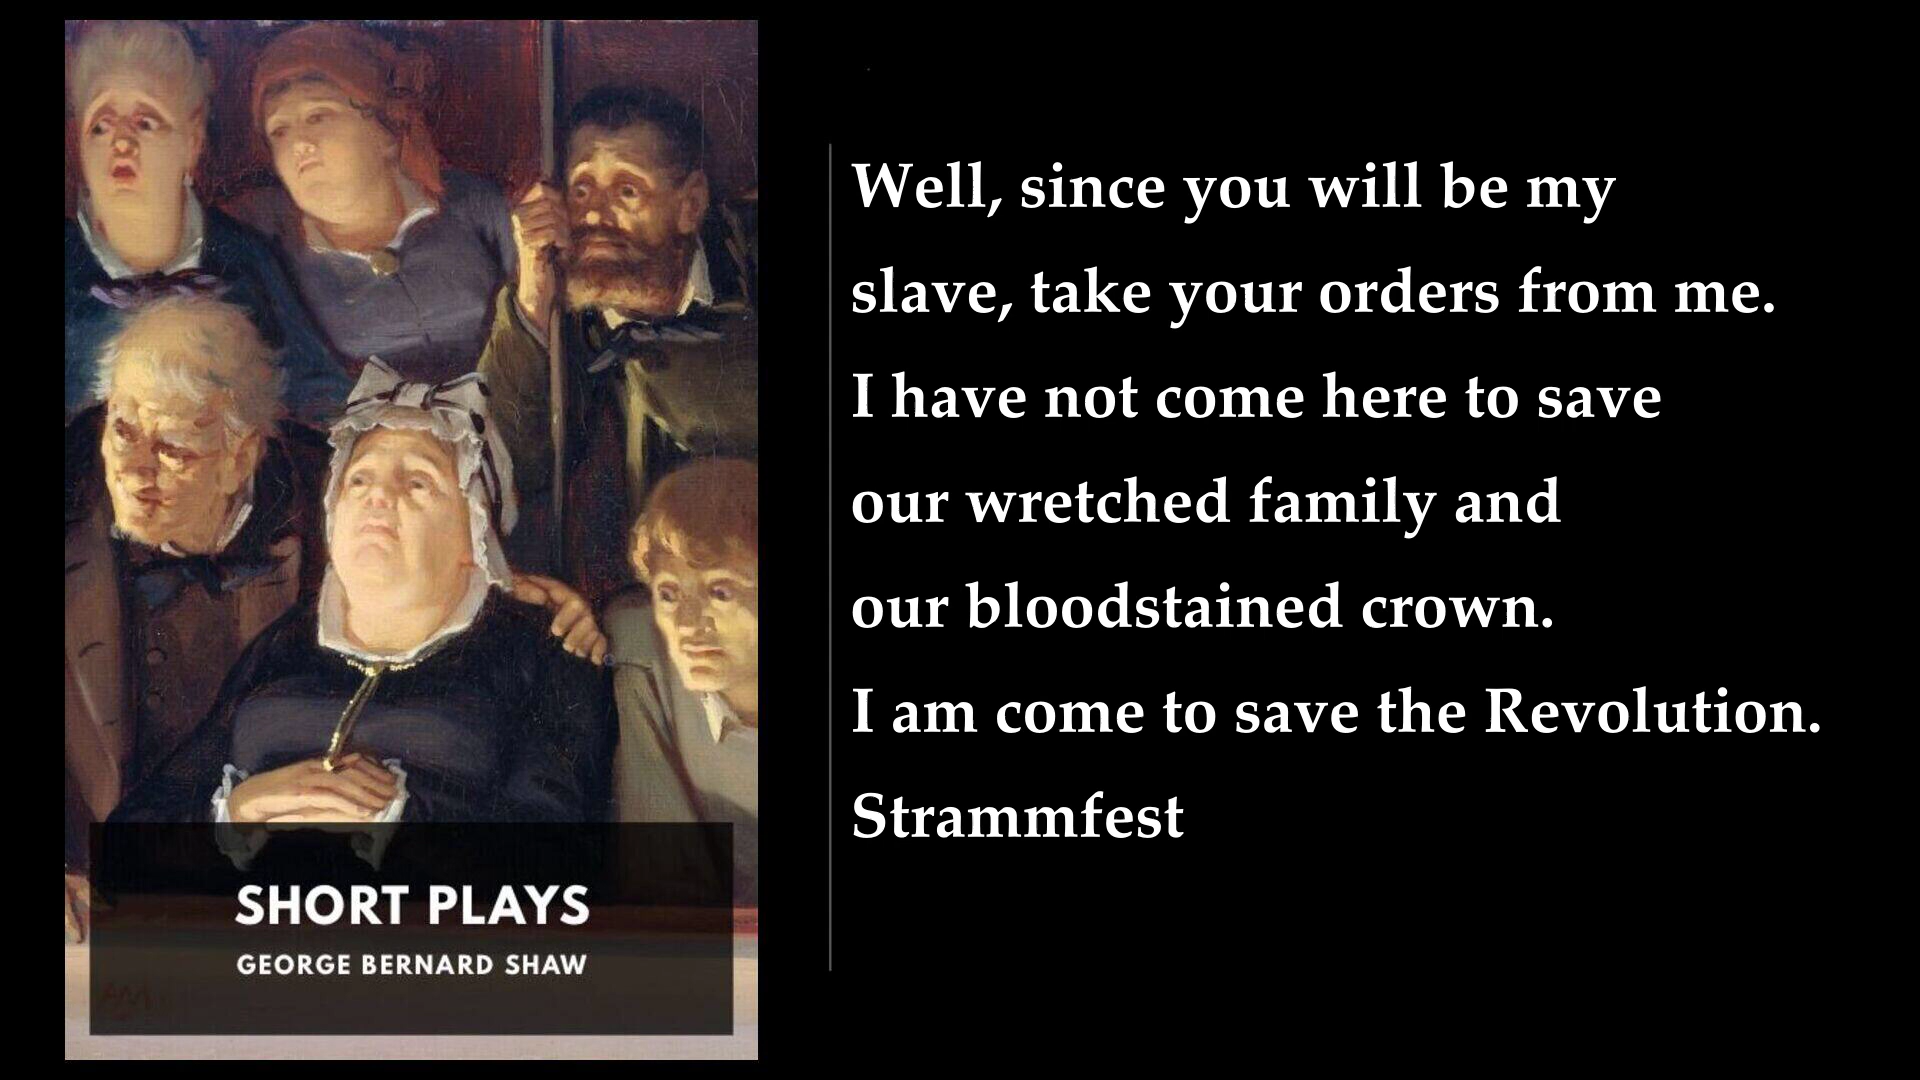 SHORT PLAYS
GEORGE BERNARD SHAW
Well, since you will be my
slave, take your orders from me.
I have not come here to save
our wretched family and
our bloodstained crown.
I am come to save the Revolution.
Strammfest